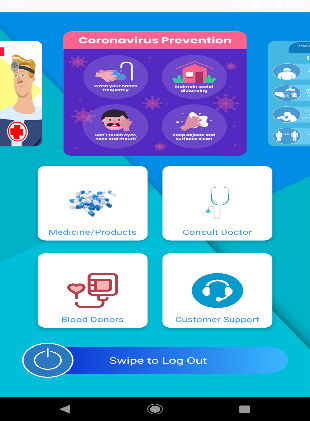 Coronavirus Prevention
Wash your hands
frequently
Maintain social
distancing
Don't touch eyes,
nose and mouth
Keep objects and
surfaces clean
Medicine/Products
Consult Doctor
Blood Donors
Customer Support
Swipe to Log Out